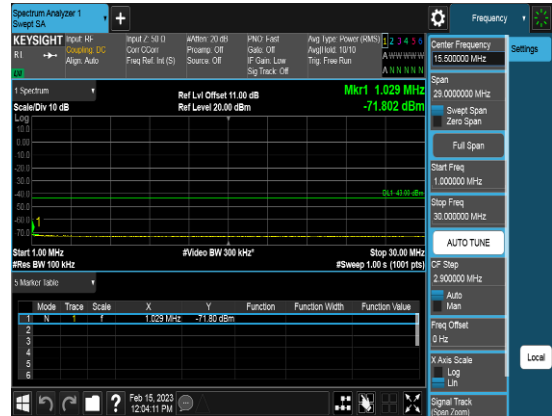 Spectrum Analyzer 1
Swept SA
+
Frequency
KEYSIGHT Input: RF Input Z: 50 Ω #Atten: 20 dB PNO: Fast Avg Type: Power (RMS) 1 2 3 4 5 6
R1 Coupling: DC Corr CCorr Preamp: Off Gate: Off Avg|Hold: 10/10 A W W W W W
Align: Auto Freq Ref: Int (S) Source: Off IF Gain: Low Trig: Free Run
Sig Track: Off A N N N N N
LXI
1 Spectrum
Ref Lvl Offset 11.00 dB
Mkr1 1.029 MHz
Scale/Div 10 dB
Ref Level 20.00 dBm
-71.802 dBm
Log
10.0
0.00
-10.0
-20.0
-30.0
-40.0
DL1 -43.00 dBm
-50.0
-60.0
1
-70.0
Start 1.00 MHz #Video BW 300 kHz* Stop 30.00 MHz
#Res BW 100 kHz #Sweep 1.00 s (1001 pts)
5 Marker Table
Mode Trace Scale X Y Function Function Width Function Value
1 N 1 f 1.029 MHz -71.80 dBm
2
3
4
5
6
Feb 15, 2023
12:04:11 PM
?
Center Frequency
15.500000 MHz
Settings
Span
29.0000000 MHz
Swept Span
Zero Span
Full Span
Start Freq
1.000000 MHz
Stop Freq
30.000000 MHz
AUTO TUNE
CF Step
2.900000 MHz
Auto
Man
Freq Offset
0 Hz
X Axis Scale
Log
Lin
Local
Signal Track
(Span Zoom)